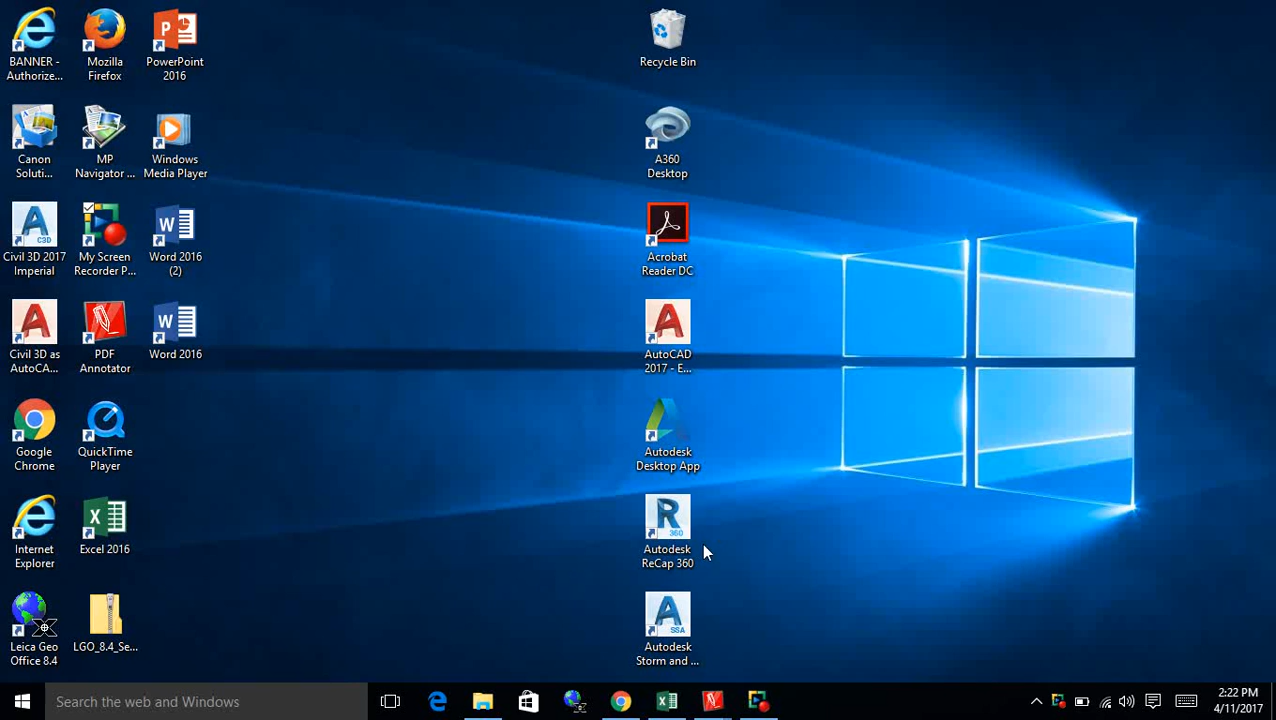 BANNER -
Authorize...
Mozilla
Firefox
PowerPoint
2016
Recycle Bin
Canon
Soluti...
MP
Navigator ...
Windows
Media Player
A360
Desktop
C3D
Civil 3D 2017
Imperial
My Screen
Recorder P...
Word 2016
(2)
Acrobat
Reader DC
Civil 3D as
AutoCA...
PDF
Annotator
Word 2016
AutoCAD
2017 - E...
Google
Chrome
QuickTime
Player
Autodesk
Desktop App
Internet
Explorer
Excel 2016
360
Autodesk
ReCap 360
Leica Geo
Office 8.4
LGO_8.4_Se...
SSA
Autodesk
Storm and ...
Search the web and Windows
2:22 PM
4/11/2017